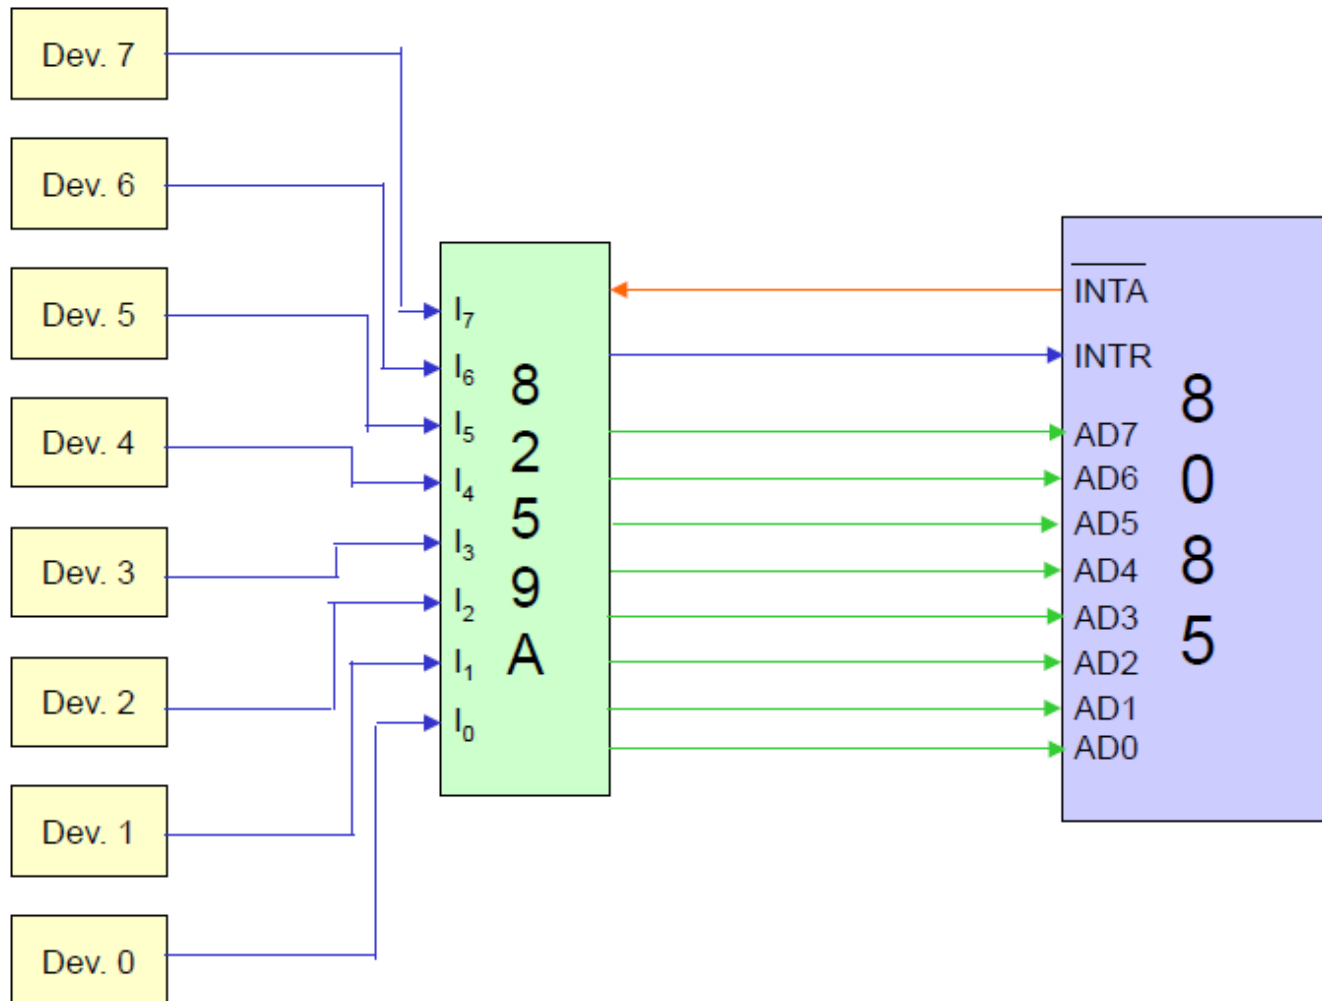 Dev. 7
Dev. 6
Dev. 5
Dev. 4
Dev. 3
Dev. 2
Dev. 1
Dev. 0
I7
I6
I5
I4
I3
I2
I1
I0
8
2
5
9
A
INTA
INTR
AD7
AD6
AD5
AD4
AD3
AD2
AD1
AD0
8
0
8
5